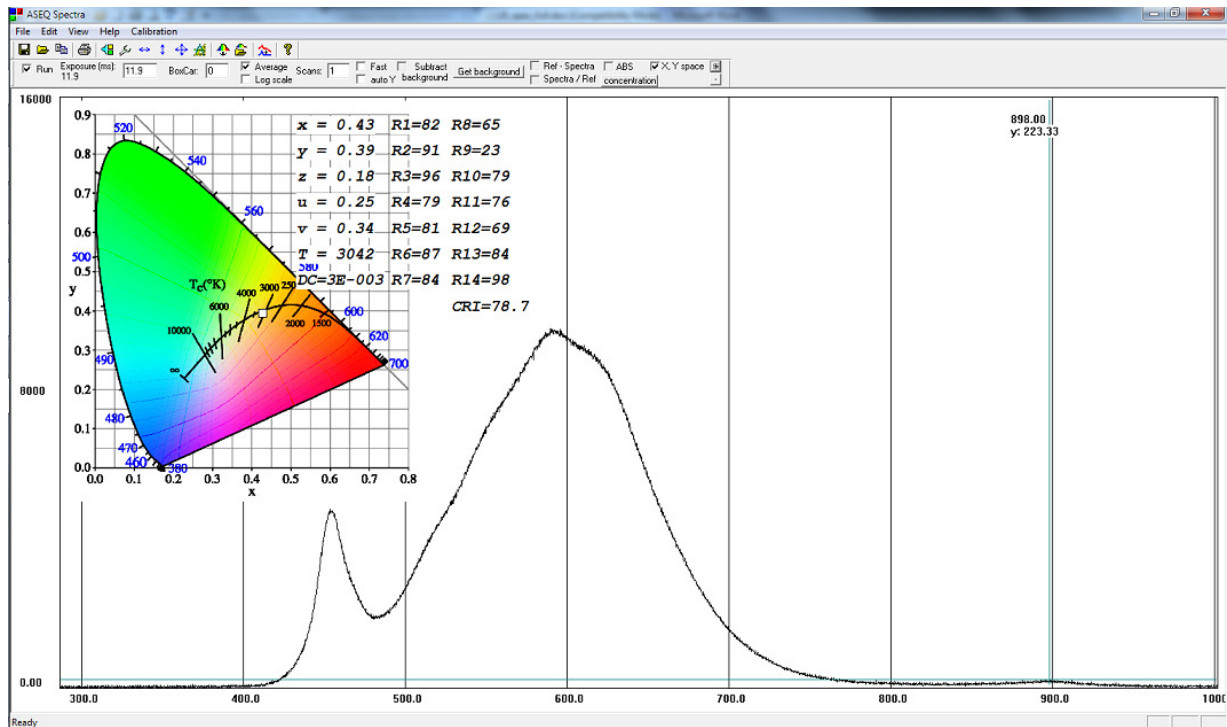 ASEQ Spectra
File Edit View Help Calibration
Run Exposure (ms): 11.9 11.9 BoxCar: 0 Average Log scale Scans: 1 Fast auto Y Subtract background Get background Ref - Spectra Spectra / Ref ABS concentration X, Y space
16000
8000
0.00
898.00
y: 223.33
x = 0.43 R1=82 R8=65
y = 0.39 R2=91 R9=23
z = 0.18 R3=96 R10=79
u = 0.25 R4=79 R11=76
v = 0.34 R5=81 R12=69
T = 3042 R6=87 R13=84
DC=3E-003 R7=84 R14=98
CRI=78.7
0.9
0.8
0.7
0.6
0.5
y
0.4
0.3
0.2
0.1
0.0
520
540
560
500
580
600
620
700
490
480
470
460
380
Tc(°K)
10000
6000
4000
3000
250
2000
1500
∞
0.0 0.1 0.2 0.3 0.4 0.5 0.6 0.7 0.8
x
300.0 400.0 500.0 600.0 700.0 800.0 900.0 1000
Ready